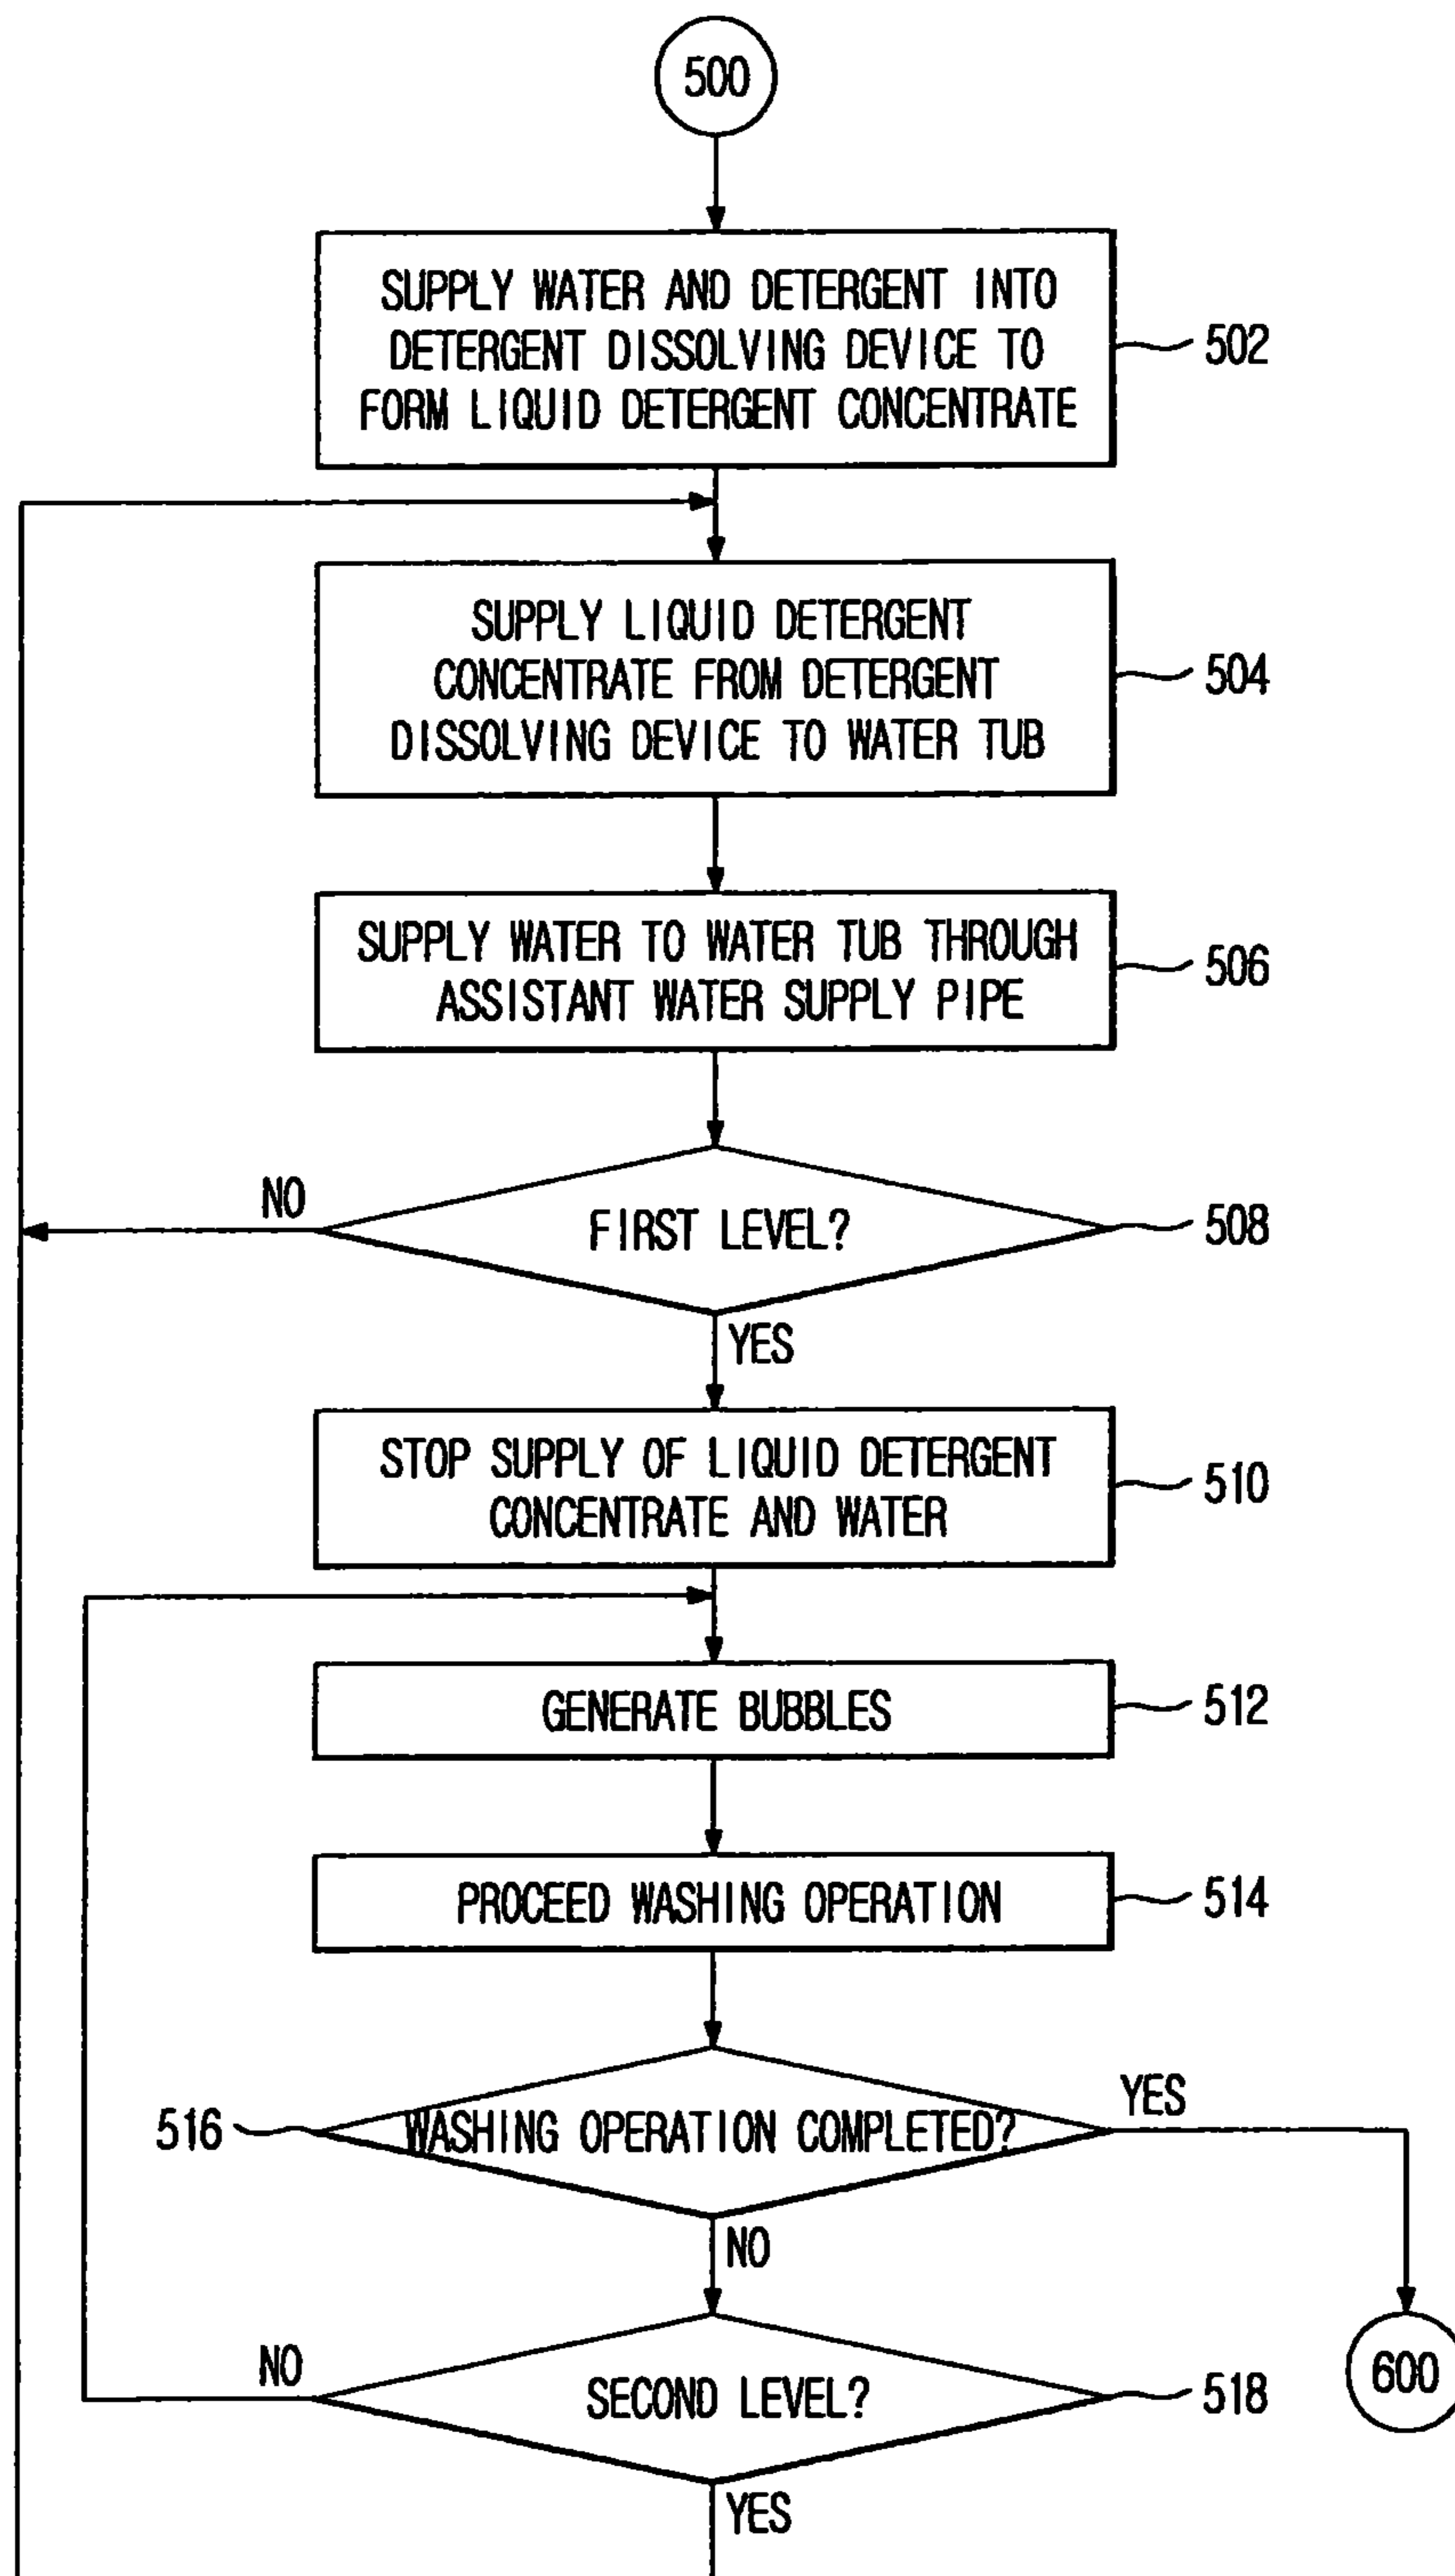 500
SUPPLY WATER AND DETERGENT INTO
DETERGENT DISSOLVING DEVICE TO
FORM LIQUID DETERGENT CONCENTRATE
502
SUPPLY LIQUID DETERGENT
CONCENTRATE FROM DETERGENT
DISSOLVING DEVICE TO WATER TUB
504
SUPPLY WATER TO WATER TUB THROUGH
ASSISTANT WATER SUPPLY PIPE
506
NO
FIRST LEVEL?
508
YES
STOP SUPPLY OF LIQUID DETERGENT
CONCENTRATE AND WATER
510
GENERATE BUBBLES
512
PROCEED WASHING OPERATION
514
516
WASHING OPERATION COMPLETED?
YES
NO
600
NO
SECOND LEVEL?
518
YES